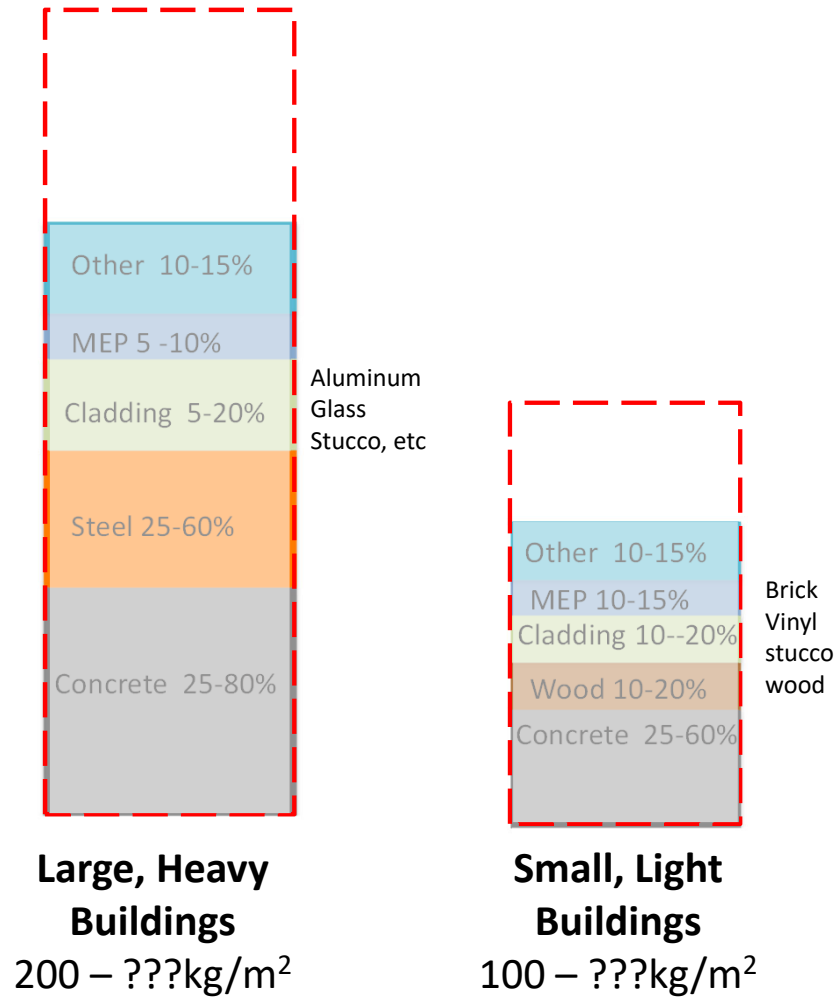 Other 10-15%
MEP 5 -10%
Cladding 5-20%
Steel 25-60%
Concrete 25-80%
Aluminum
Glass
Stucco, etc
Large, Heavy
Buildings
200 – ???kg/m²
Other 10-15%
MEP 10-15%
Cladding 10--20%
Wood 10-20%
Concrete 25-60%
Brick
Vinyl
stucco
wood
Small, Light
Buildings
100 – ???kg/m²